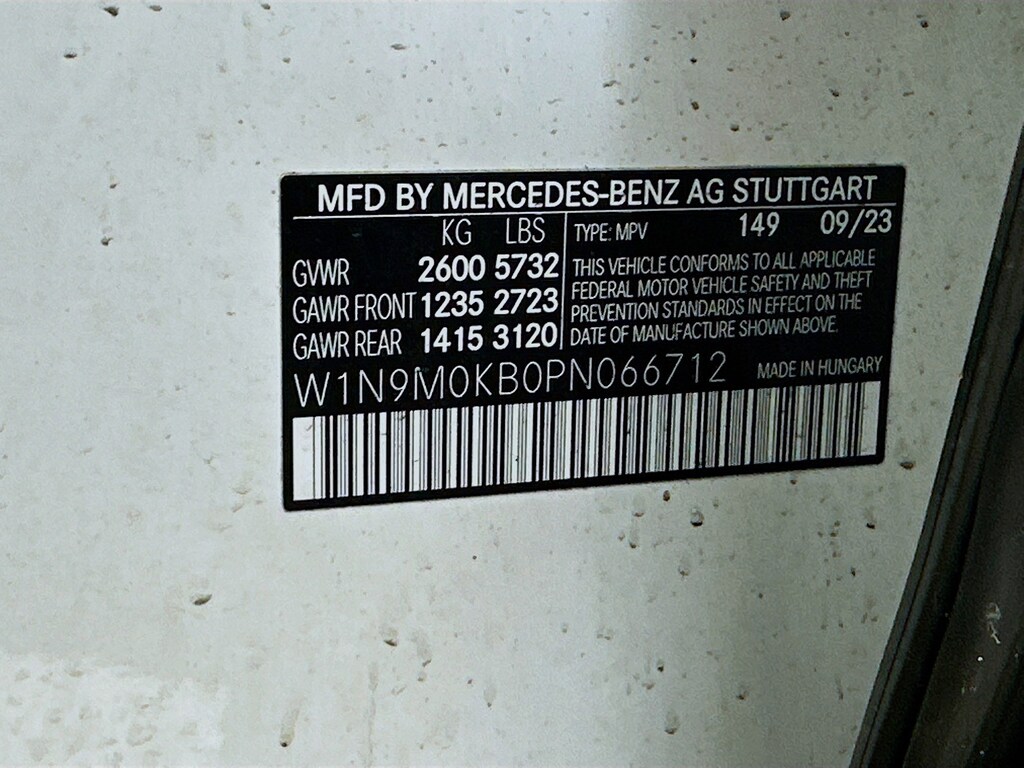 MFD BY MERCEDES-BENZ AG STUTTGART
KG LBS
GVWR 2600 5732
GAWR FRONT 1235 2723
GAWR REAR 1415 3120
TYPE: MPV 149 09/23
THIS VEHICLE CONFORMS TO ALL APPLICABLE
FEDERAL MOTOR VEHICLE SAFETY AND THEFT
PREVENTION STANDARDS IN EFFECT ON THE
DATE OF MANUFACTURE SHOWN ABOVE.
W1N9M0KB0PN066712 MADE IN HUNGARY